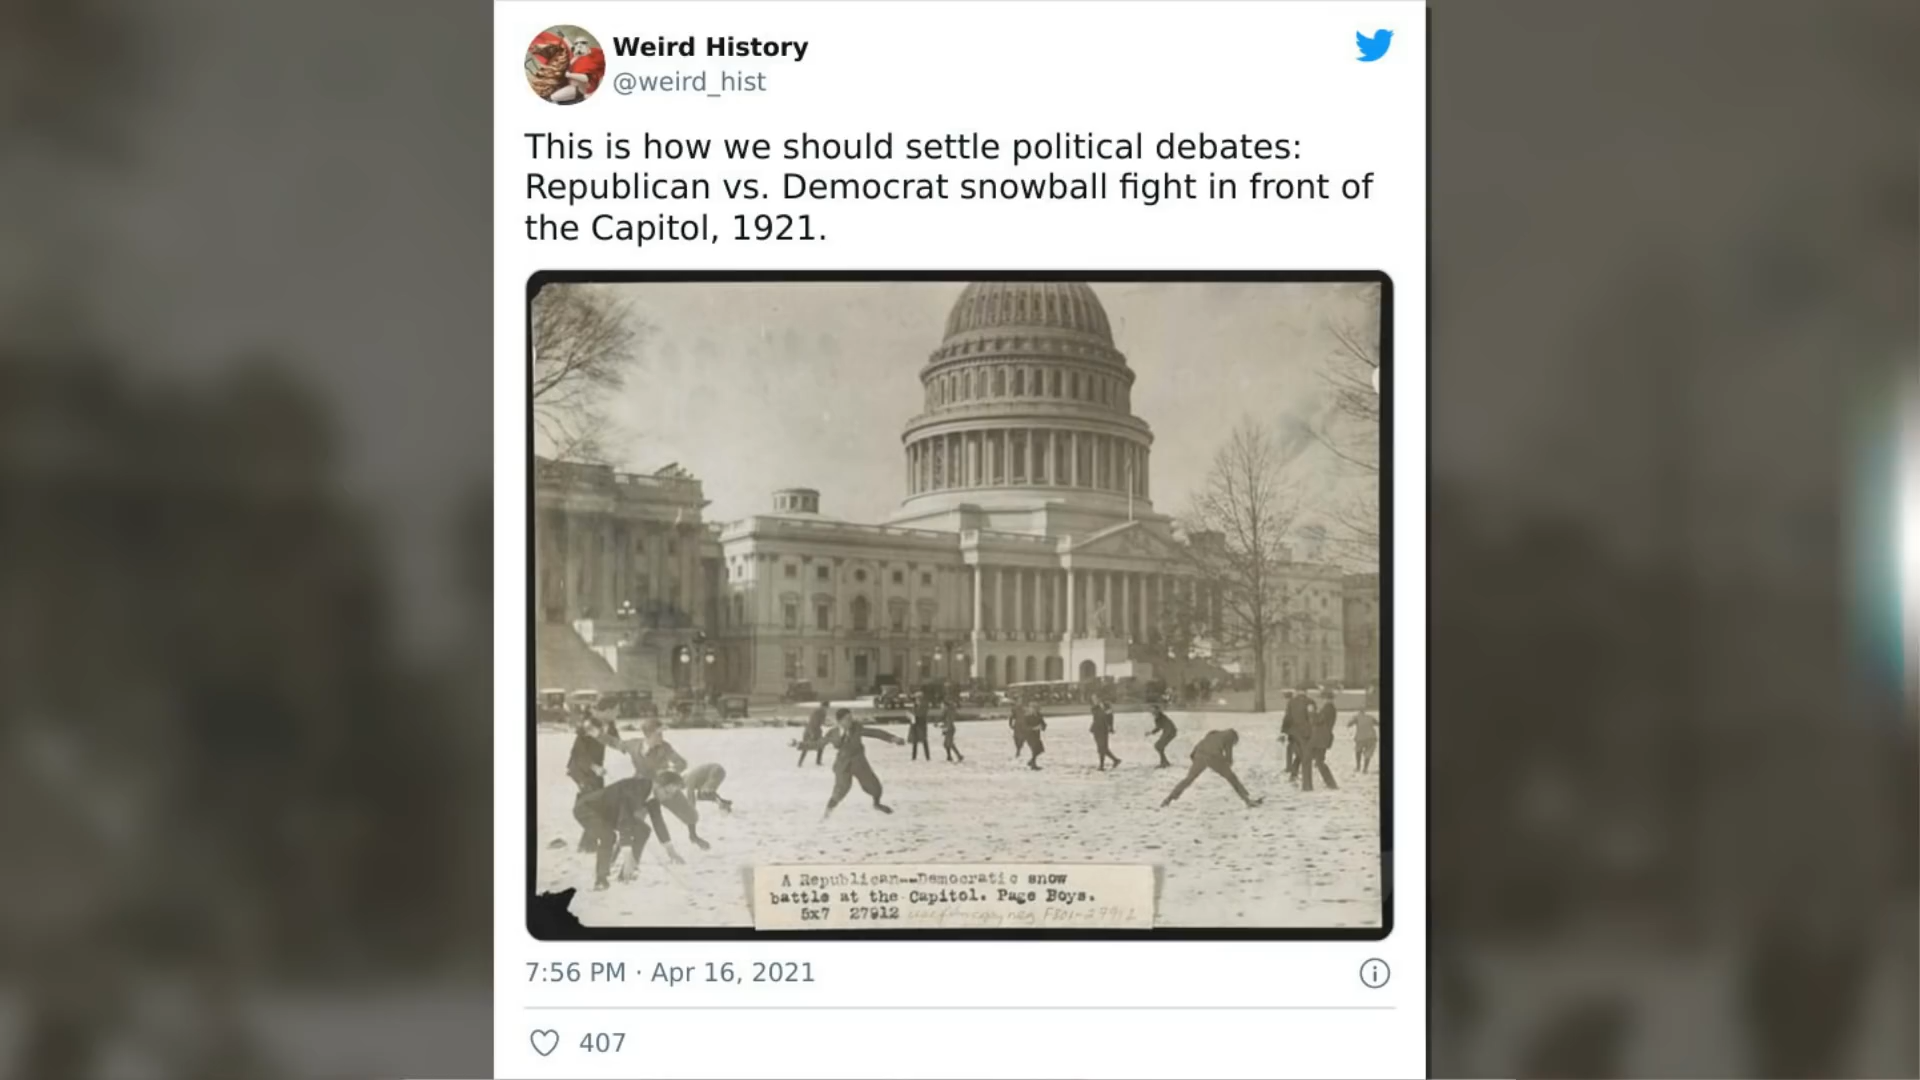 Weird History
@weird_hist
This is how we should settle political debates:
Republican vs. Democrat snowball fight in front of
the Capitol, 1921.
A Republican--Democratic snow
battle at the Capitol. Page Boys.
5x7 27912
7:56 PM · Apr 16, 2021
407